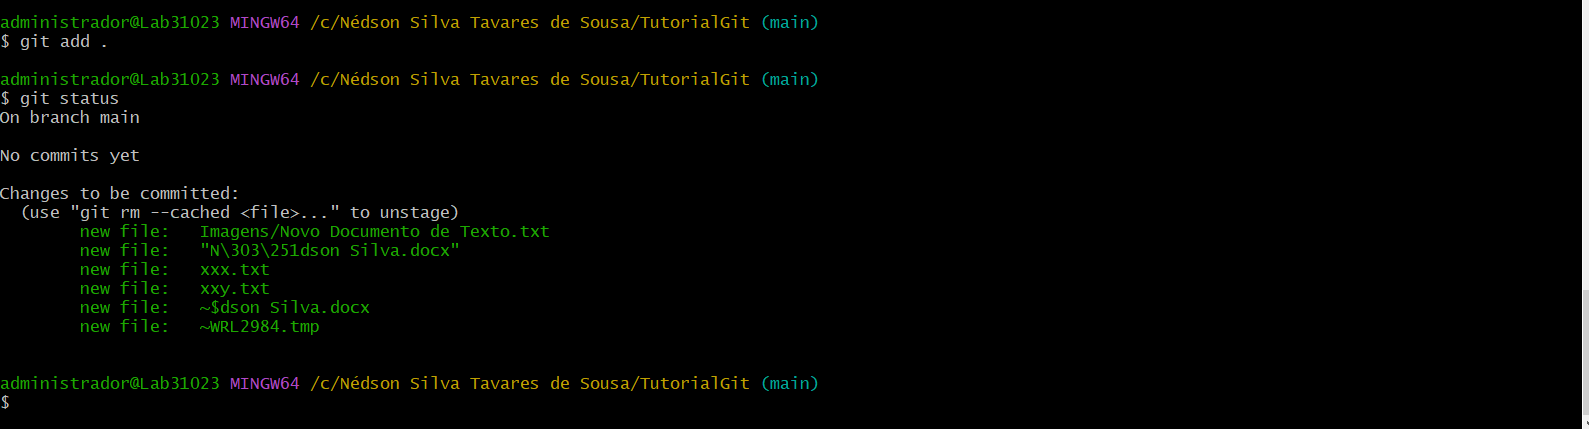 administrador@Lab31023 MINGW64 /c/Nédson Silva Tavares de Sousa/TutorialGit (main)
$ git add .
administrador@Lab31023 MINGW64 /c/Nédson Silva Tavares de Sousa/TutorialGit (main)
$ git status
On branch main
No commits yet
Changes to be committed:
  (use "git rm --cached <file>..." to unstage)
        new file:   Imagens/Novo Documento de Texto.txt
        new file:   "N\303\251dson Silva.docx"
        new file:   xxx.txt
        new file:   xxy.txt
        new file:   ~$dson Silva.docx
        new file:   ~WRL2984.tmp
administrador@Lab31023 MINGW64 /c/Nédson Silva Tavares de Sousa/TutorialGit (main)
$